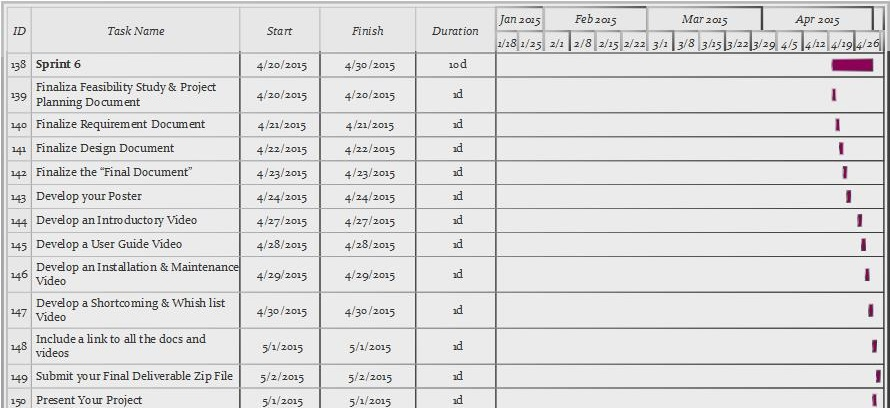 ID Task Name Start Finish Duration Jan 2015 Feb 2015 Mar 2015 Apr 2015
1/18 1/25 2/1 2/8 2/15 2/22 3/1 3/8 3/15 3/22 3/29 4/5 4/12 4/19 4/26
138 Sprint 6 4/20/2015 4/30/2015 10d
139 Finaliza Feasibility Study & Project
Planning Document 4/20/2015 4/20/2015 1d
140 Finalize Requirement Document 4/21/2015 4/21/2015 1d
141 Finalize Design Document 4/22/2015 4/22/2015 1d
142 Finalize the “Final Document” 4/23/2015 4/23/2015 1d
143 Develop your Poster 4/24/2015 4/24/2015 1d
144 Develop an Introductory Video 4/27/2015 4/27/2015 1d
145 Develop a User Guide Video 4/28/2015 4/28/2015 1d
146 Develop an Installation & Maintenance
Video 4/29/2015 4/29/2015 1d
147 Develop a Shortcoming & Whish list
Video 4/30/2015 4/30/2015 1d
148 Include a link to all the docs and
videos 5/1/2015 5/1/2015 1d
149 Submit your Final Deliverable Zip File 5/2/2015 5/2/2015 1d
150 Present Your Project 5/1/2015 5/1/2015 1d